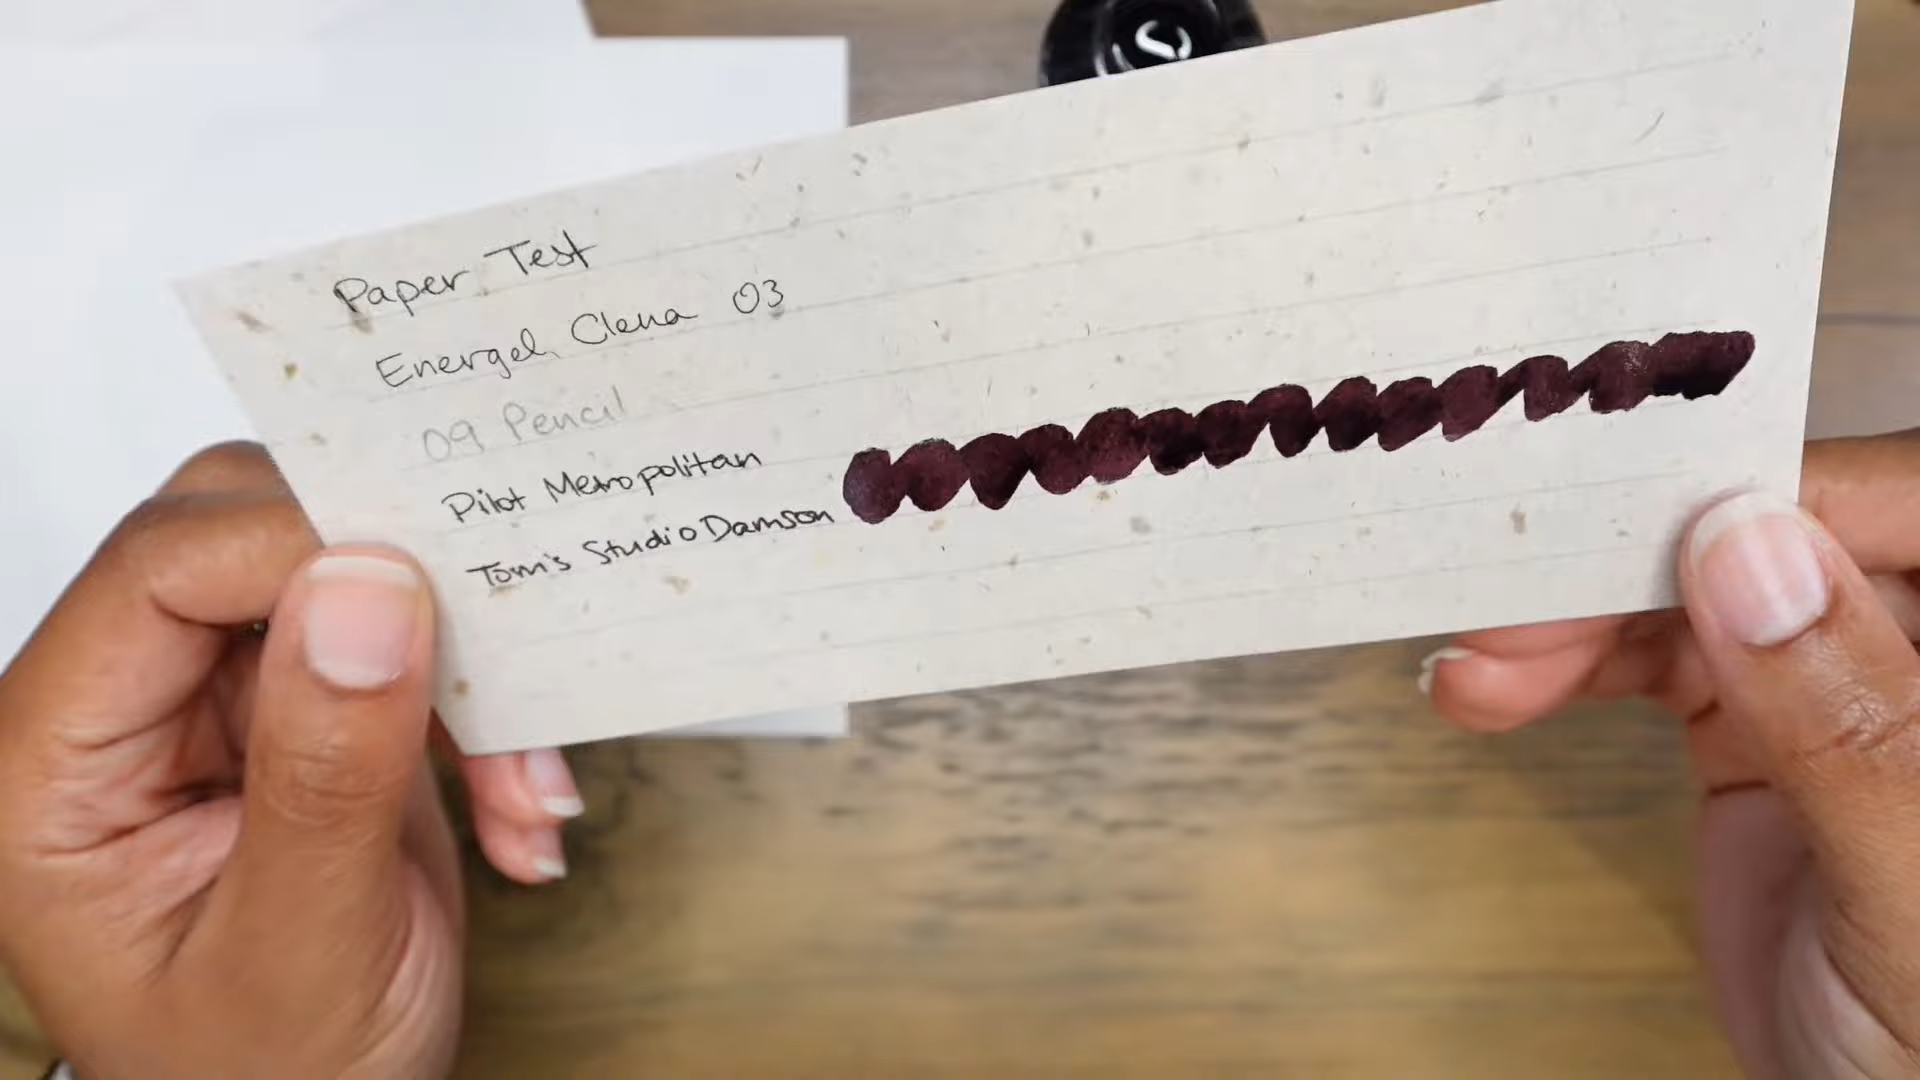 Paper Test
Energel Clena 03
09 Pencil
Pilot Metropolitan
Tom's Studio Damson